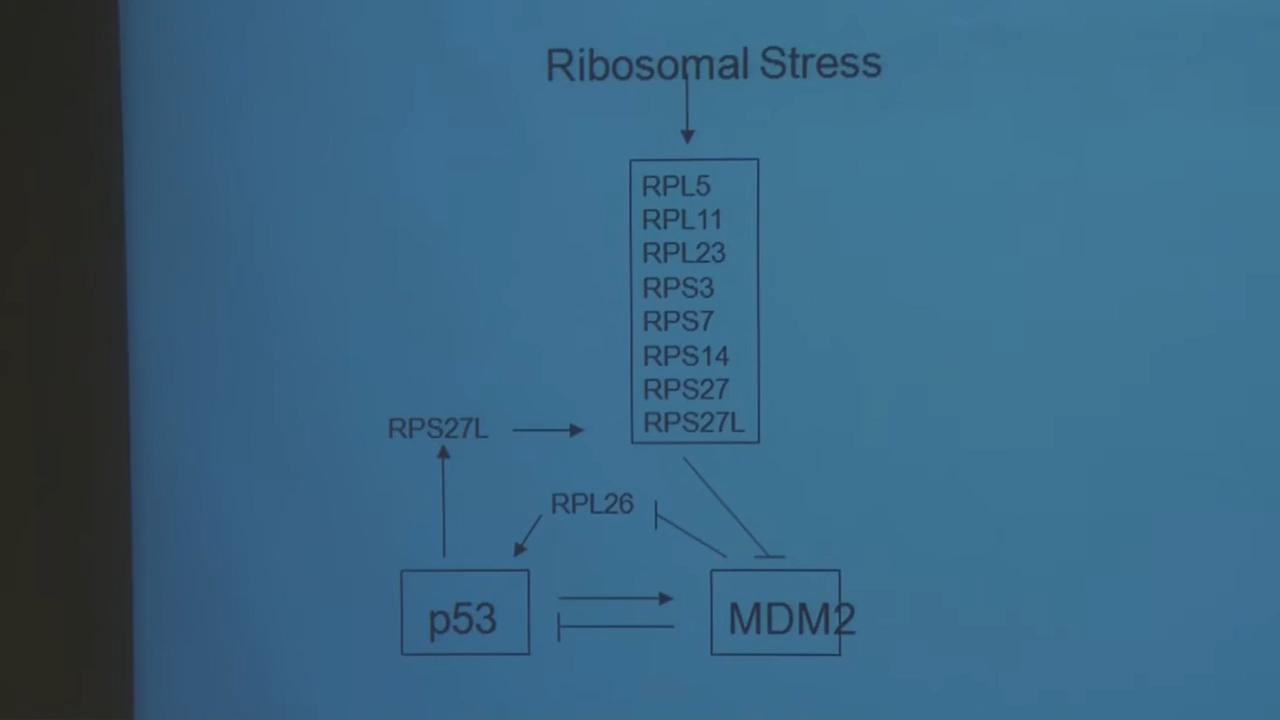 Ribosomal Stress
RPL5
RPL11
RPL23
RPS3
RPS7
RPS14
RPS27
RPS27L
RPS27L
RPL26
p53
MDM2